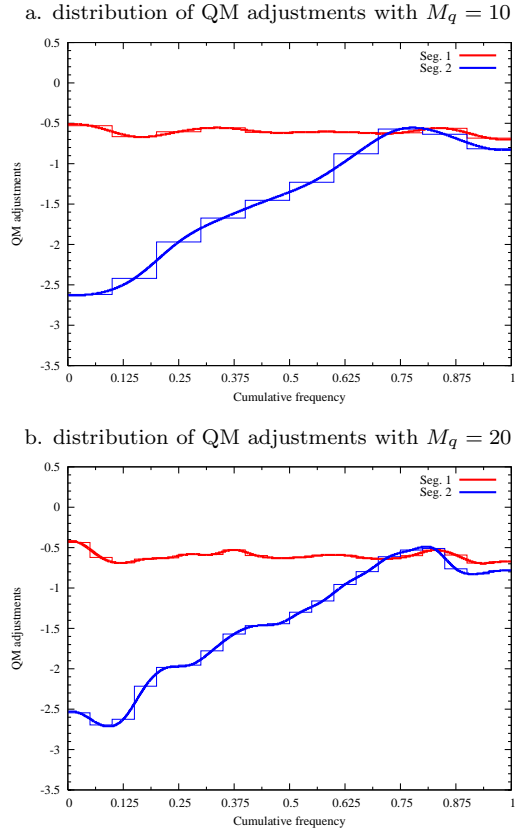 a. distribution of QM adjustments with M_q = 10
0.5
0
-0.5
-1
-1.5
-2
-2.5
-3
-3.5
QM adjustments
Seg. 1
Seg. 2
0 0.125 0.25 0.375 0.5 0.625 0.75 0.875 1
Cumulative frequency
b. distribution of QM adjustments with M_q = 20
0.5
0
-0.5
-1
-1.5
-2
-2.5
-3
-3.5
QM adjustments
Seg. 1
Seg. 2
0 0.125 0.25 0.375 0.5 0.625 0.75 0.875 1
Cumulative frequency